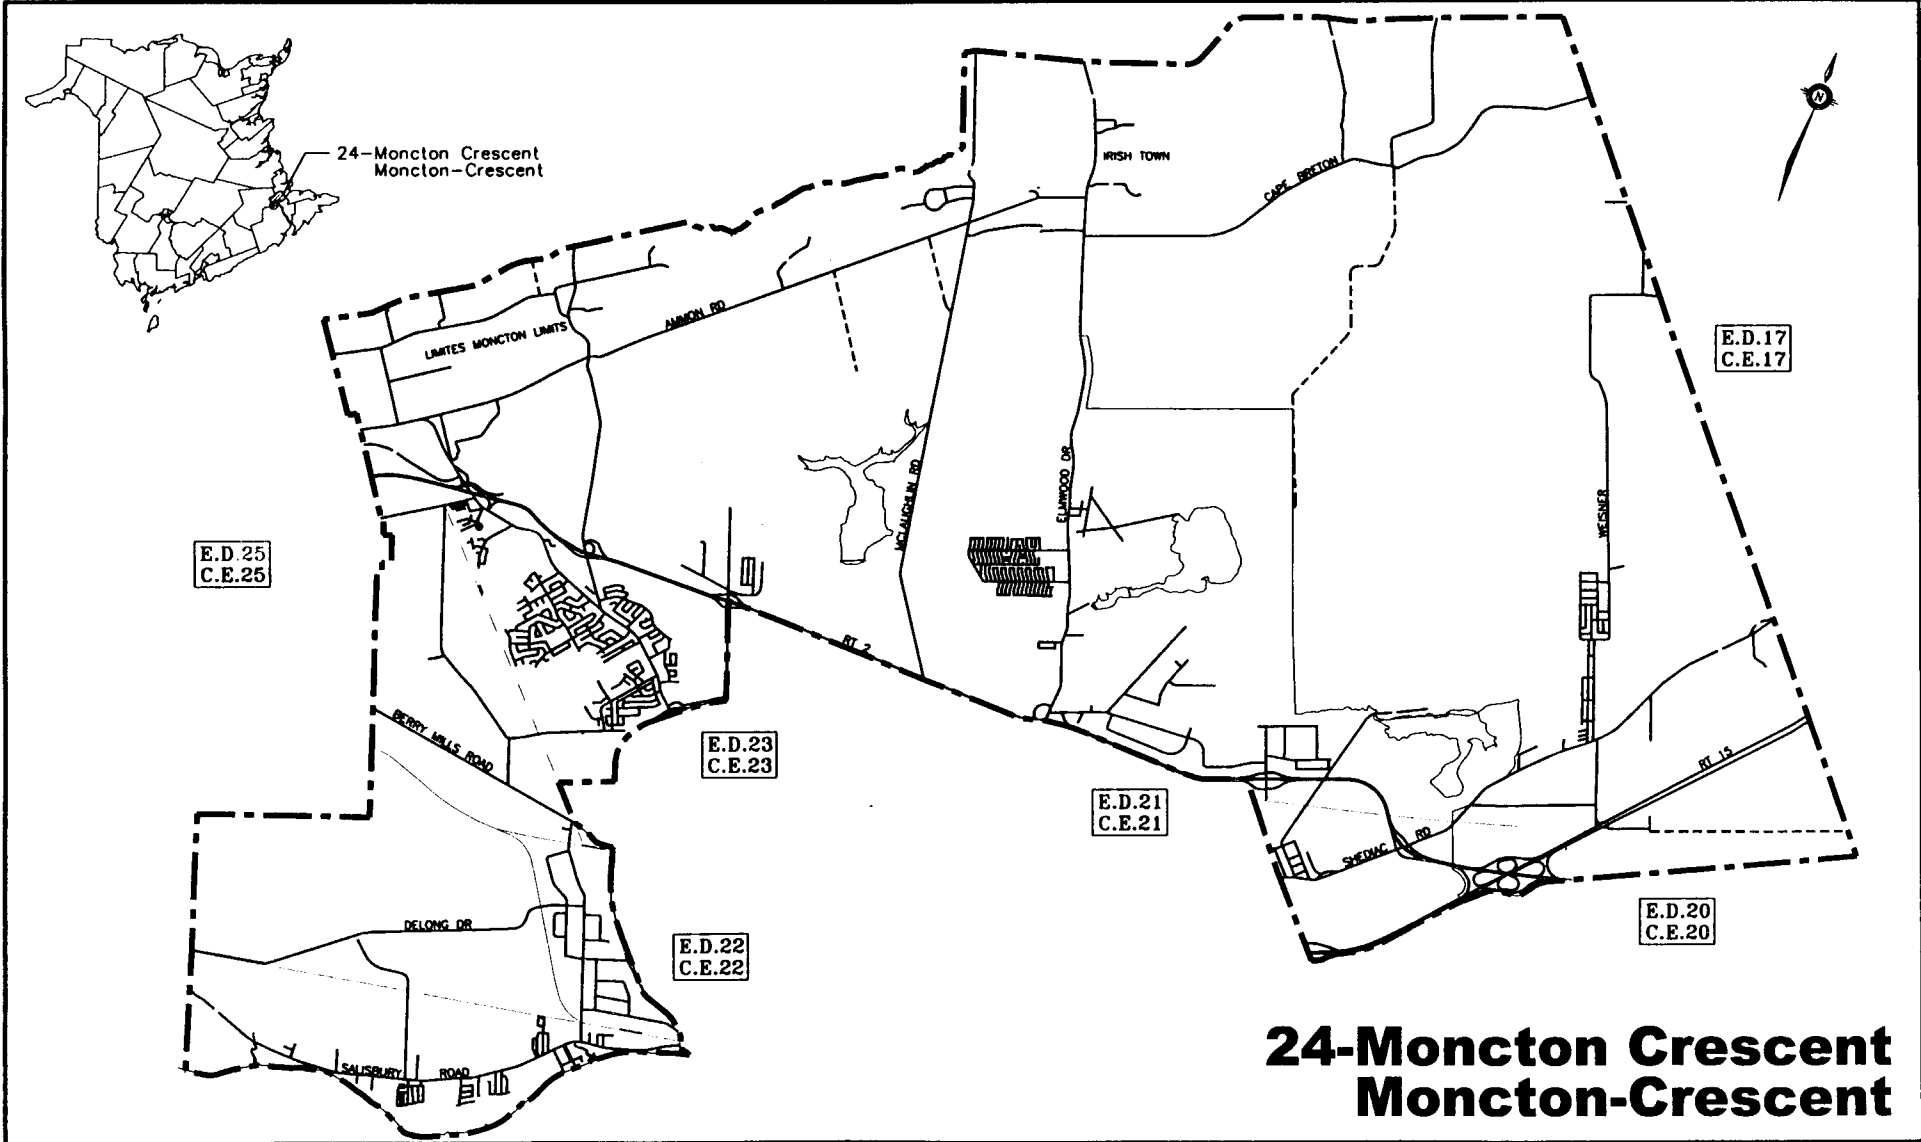 24-Moncton Crescent
Moncton-Crescent
N
IRISH TOWN
CAPE BRETON
LIMITES MONCTON LIMITS
AMMON RD
E.D.17
C.E.17
MCLAUGHLIN RD
ELMWOOD DR
WEISNER
E.D.25
C.E.25
RT 2
BERRY MILLS ROAD
E.D.23
C.E.23
RT 15
E.D.21
C.E.21
SHEDIAC RD
DELONG DR
E.D.20
C.E.20
E.D.22
C.E.22
SALISBURY ROAD
24-Moncton Crescent
Moncton-Crescent